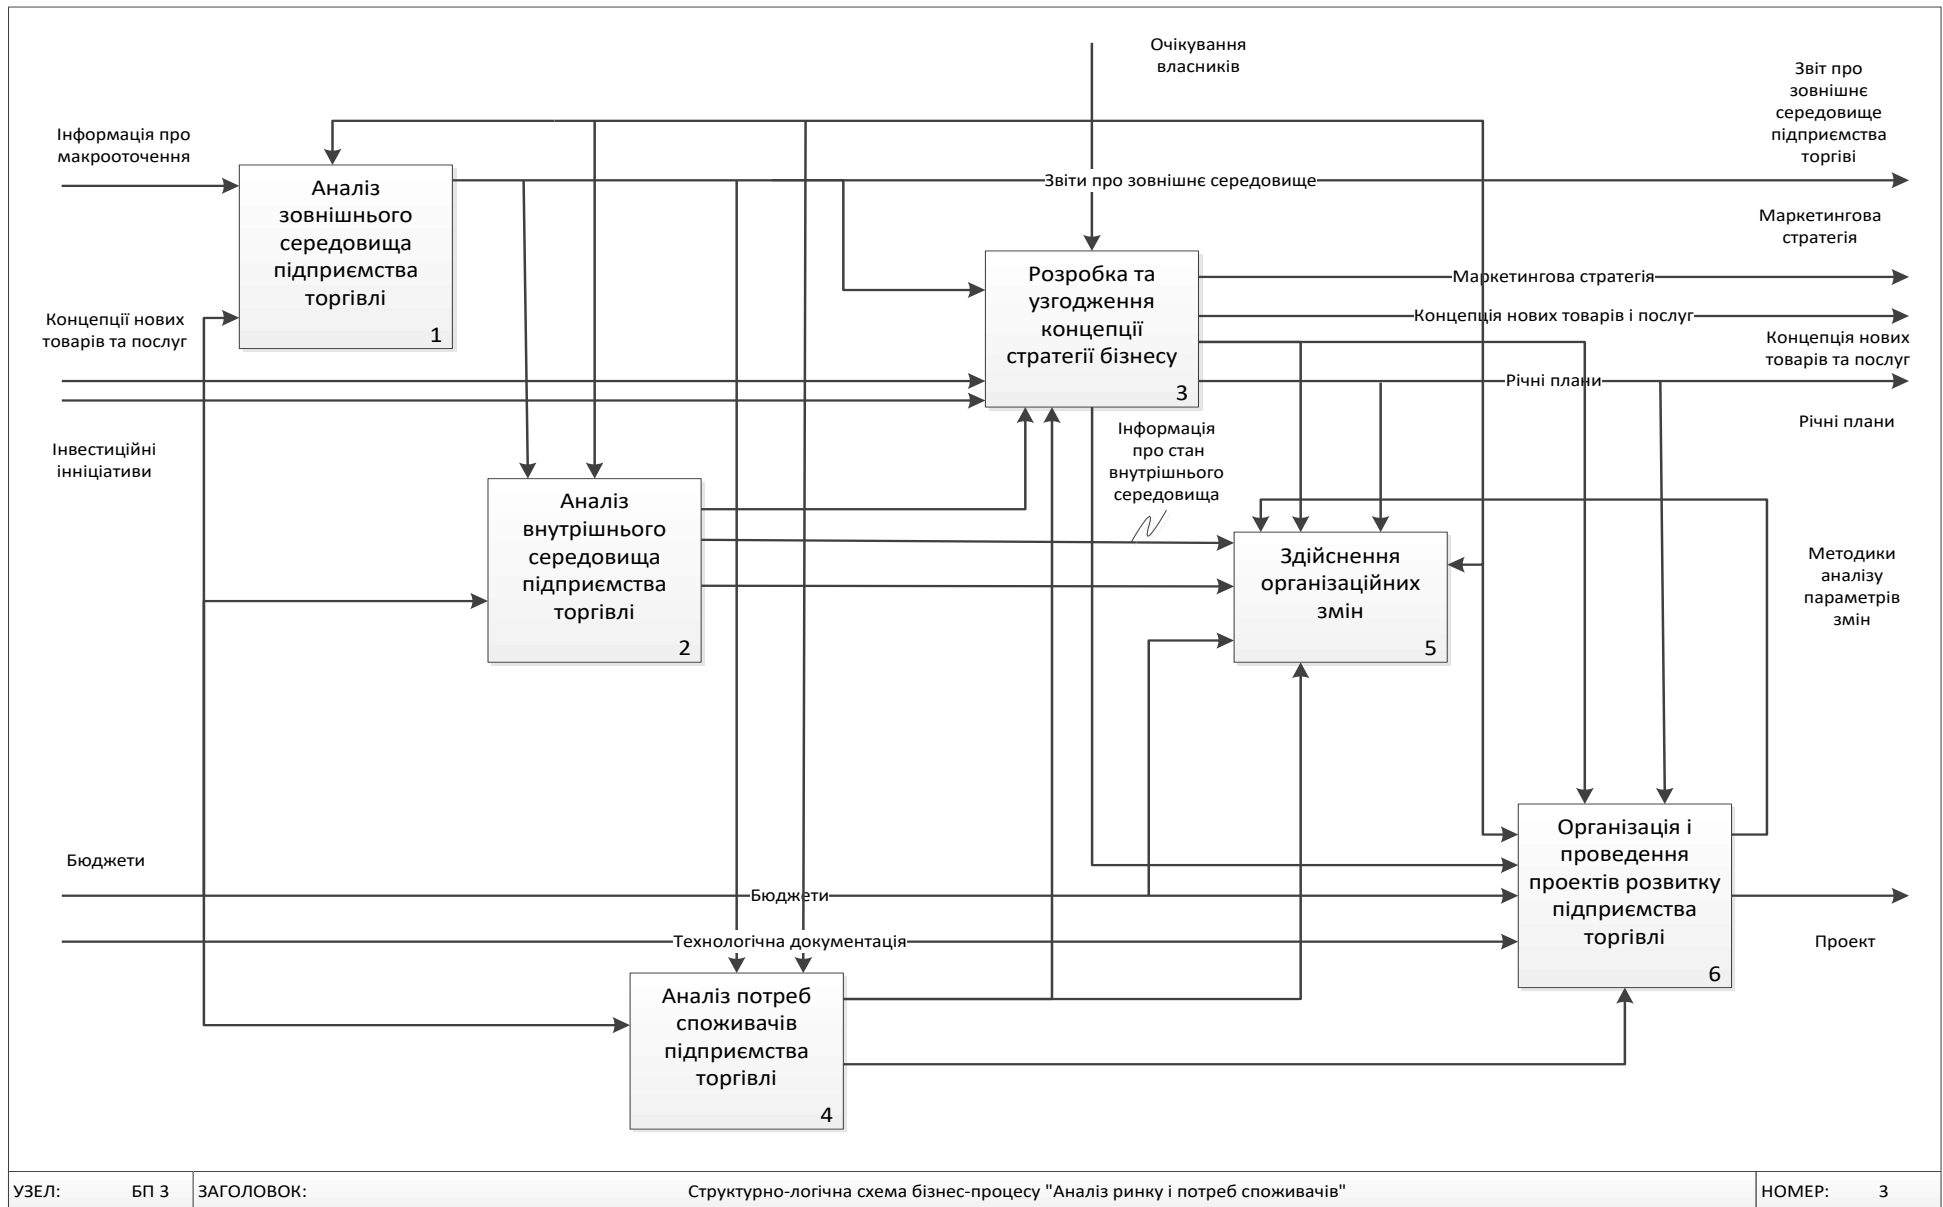 Очікування
власників
Звіт про
зовнішнє
середовище
підприємства
торгіві
Інформація про
макрооточення
Аналіз
зовнішнього
середовища
підприємства
торгівлі
1
Звіти про зовнішнє середовище
Маркетингова
стратегія
Розробка та
узгодження
концепції
стратегії бізнесу
3
Маркетингова стратегія
Концепція нових товарів і послуг
Концепції нових
товарів та послуг
Концепція нових
товарів та послуг
Річні плани
Річні плани
Інвестиційні
інніціативи
Інформація
про стан
внутрішнього
середовища
Аналіз
внутрішнього
середовища
підприємства
торгівлі
2
Здійснення
організаційних
змін
5
Методики
аналізу
параметрів
змін
Організація і
проведення
проектів розвитку
підприємства
торгівлі
6
Бюджети
Бюджети
Технологічна документація
Проект
Аналіз потреб
споживачів
підприємства
торгівлі
4
УЗЕЛ: БП 3 ЗАГОЛОВОК: Структурно-логічна схема бізнес-процесу "Аналіз ринку і потреб споживачів" НОМЕР: 3